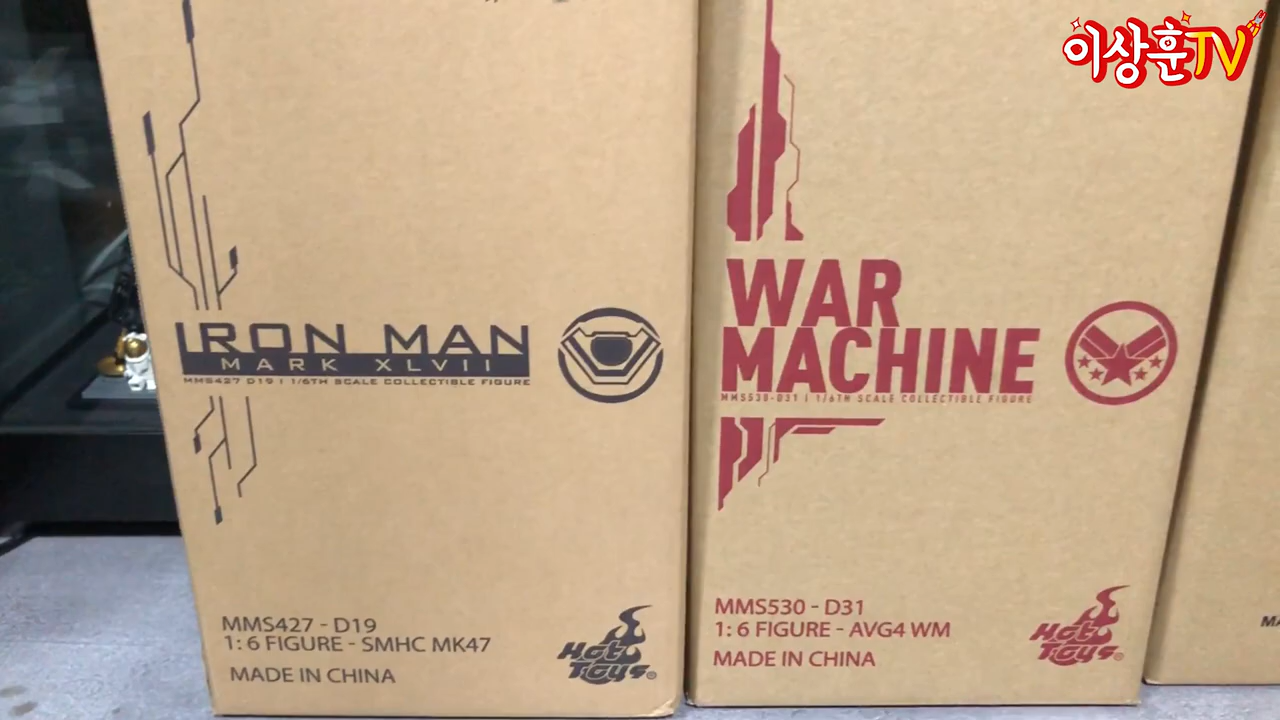 이상훈TV
IRON MAN
MARK XLVII
MMS427 D19 | 1/6TH SCALE COLLECTIBLE FIGURE
MMS427 - D19
1: 6 FIGURE - SMHC MK47
MADE IN CHINA
Hot
Toys®
WAR
MACHINE
MMS530-D31 | 1/6TH SCALE COLLECTIBLE FIGURE
MMS530 - D31
1: 6 FIGURE - AVG4 WM
MADE IN CHINA
Hot
Toys®
MA